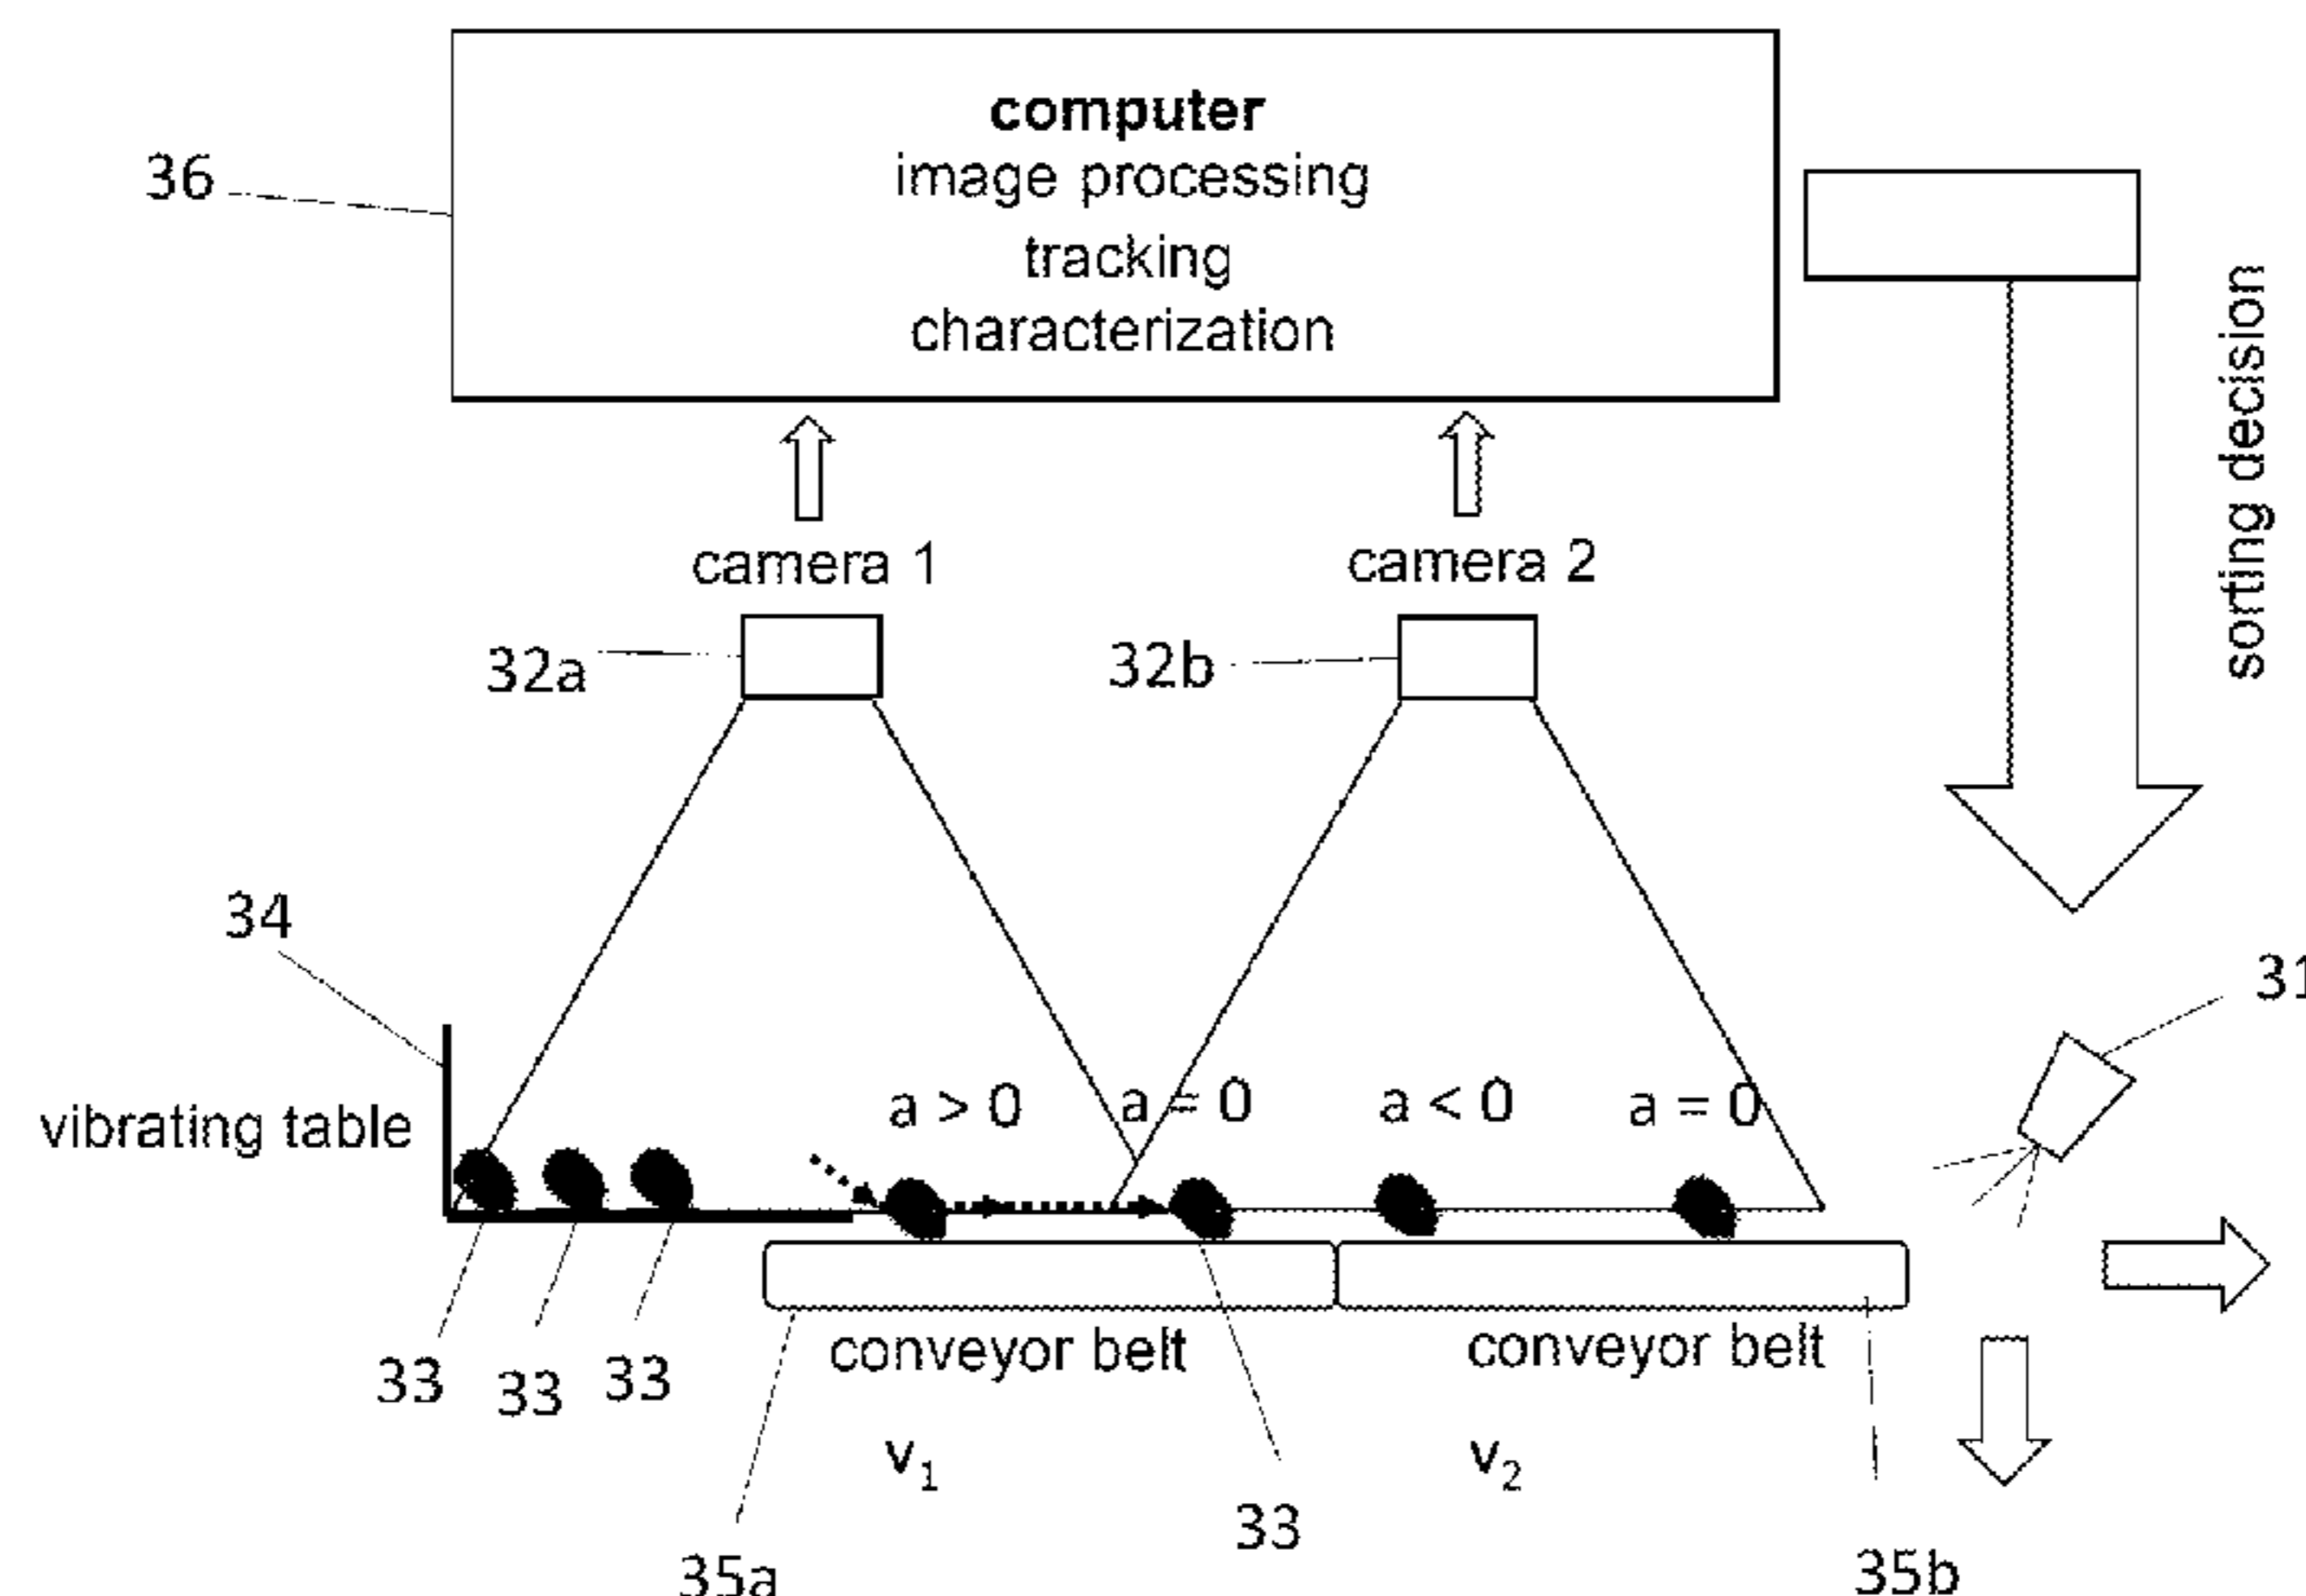 computer
36
image processing
tracking
characterization
sorting decision
camera 1
camera 2
32a
32b
34
31
vibrating table
a > 0
a = 0
a < 0
a = 0
33
33
33
conveyor belt
conveyor belt
v1
v2
33
35a
35b